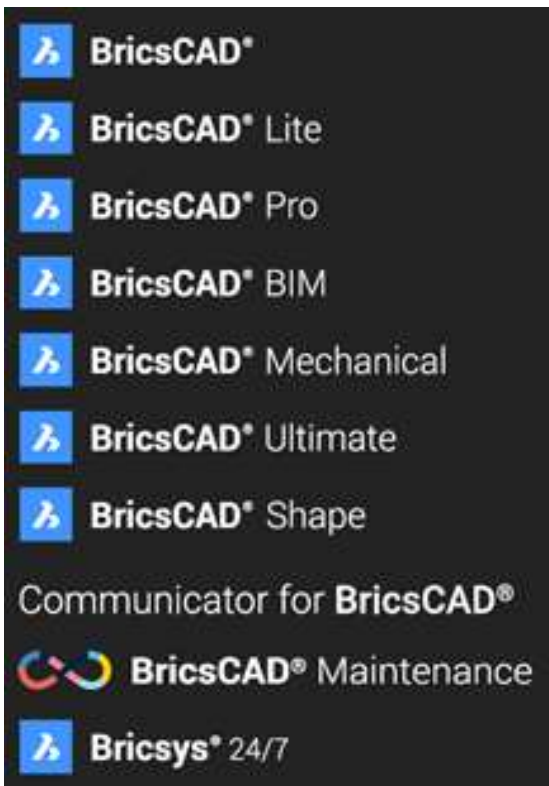 BricsCAD®
BricsCAD® Lite
BricsCAD® Pro
BricsCAD® BIM
BricsCAD® Mechanical
BricsCAD® Ultimate
BricsCAD® Shape
Communicator for BricsCAD®
BricsCAD® Maintenance
Bricsys® 24/7